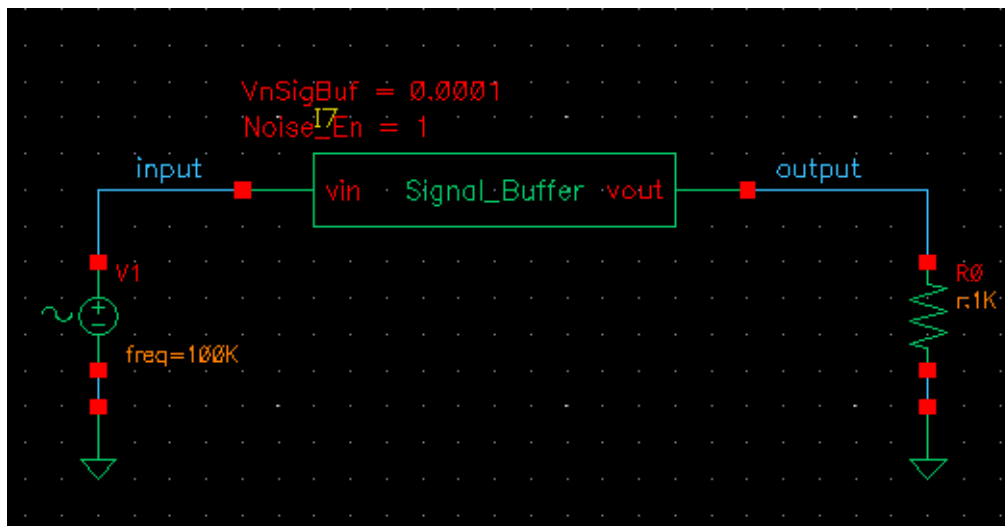 VnSigBuf = 0.0001
I7
Noise_En = 1
input
output
vin
Signal_Buffer
vout
V1
R0
r:1K
freq=100K